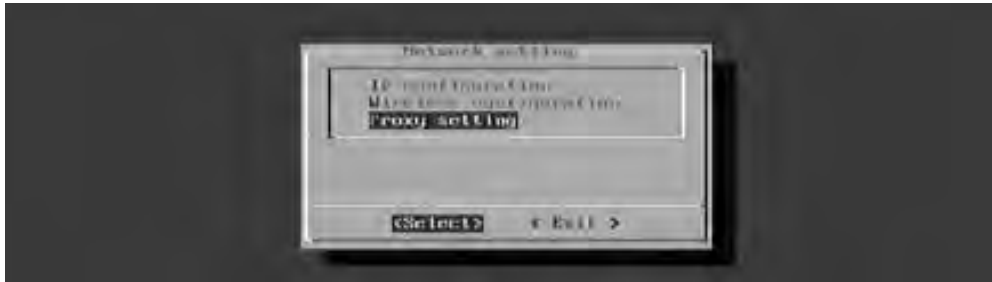 Network setting
IP configuration
Wireless configuration
Proxy setting
<Select> < Exit >